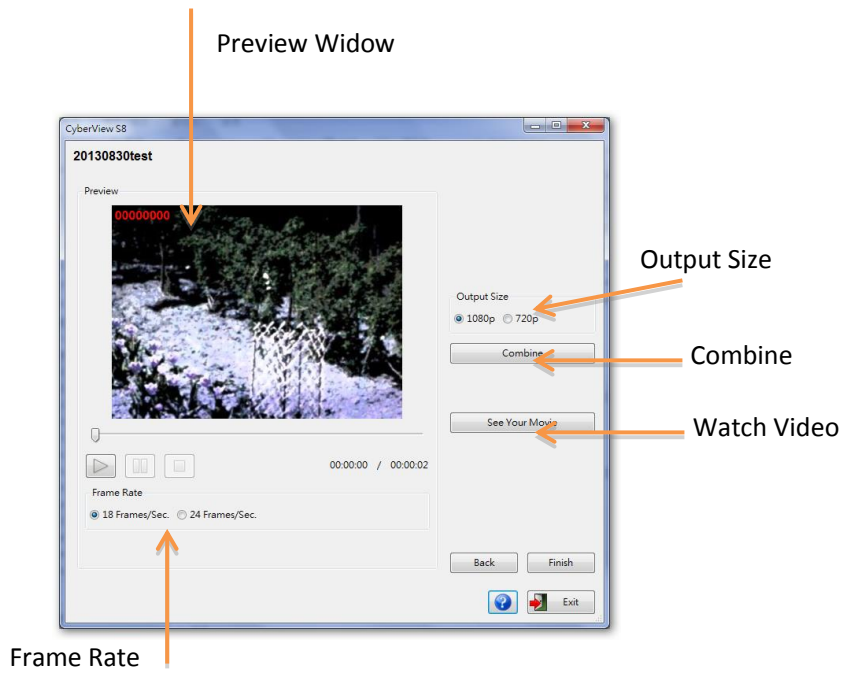 Preview Widow
CyberView S8
20130830test
Preview
00000000
Output Size
Output Size
1080p 720p
Combine
Combine
See Your Movie
Watch Video
00:00:00 / 00:00:02
Frame Rate
18 Frames/Sec. 24 Frames/Sec.
Back Finish
Exit
Frame Rate